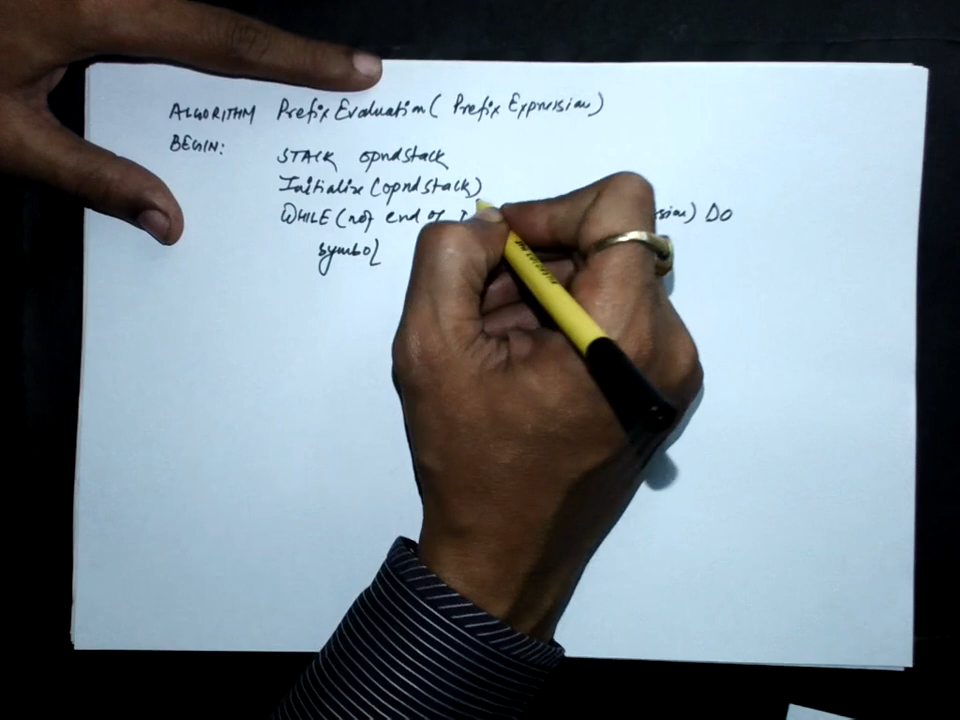 ALGORITHM Prefix Evaluation ( Prefix Expression )
BEGIN:
STACK opndstack
Initialize (opndstack)
WHILE (not end of ) DO
symbol